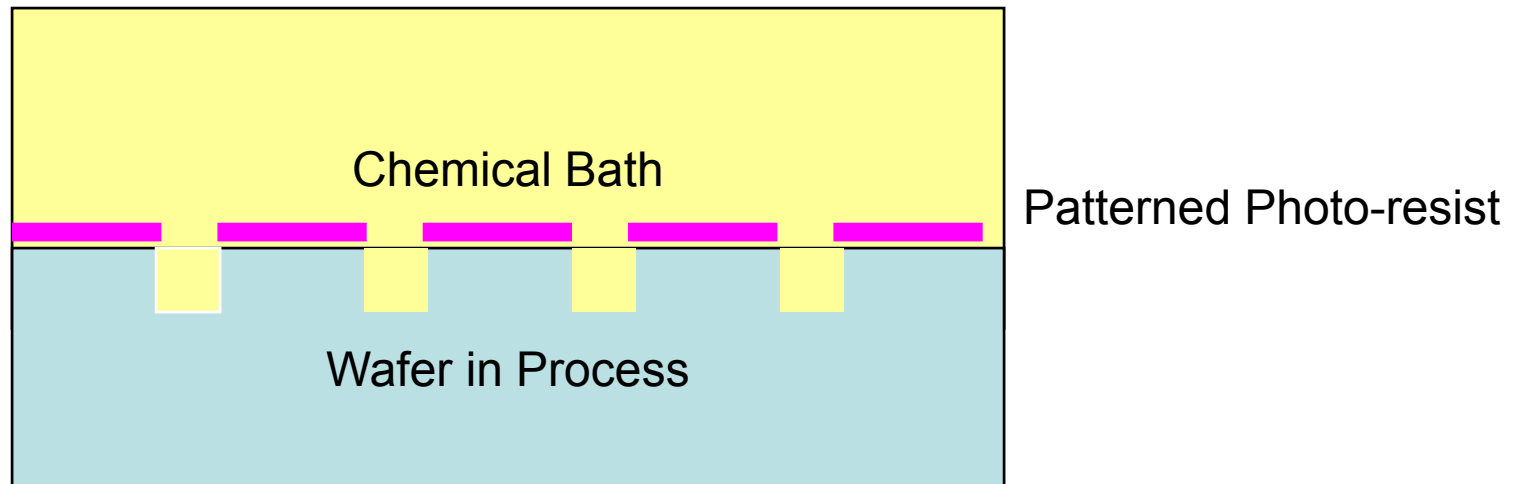 Chemical Bath
Patterned Photo-resist
Wafer in Process